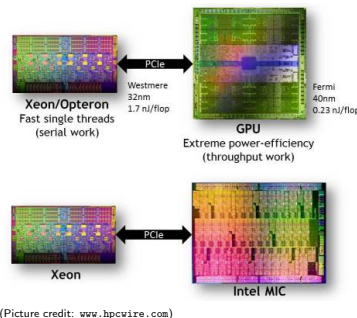 PCIe
Westmere
32nm
1.7 nJ/flop
Fermi
40nm
0.23 nJ/flop
Xeon/Opteron
Fast single threads
(serial work)
GPU
Extreme power-efficiency
(throughput work)
PCIe
Xeon
Intel MIC
(Picture credit: www.hpcwire.com)